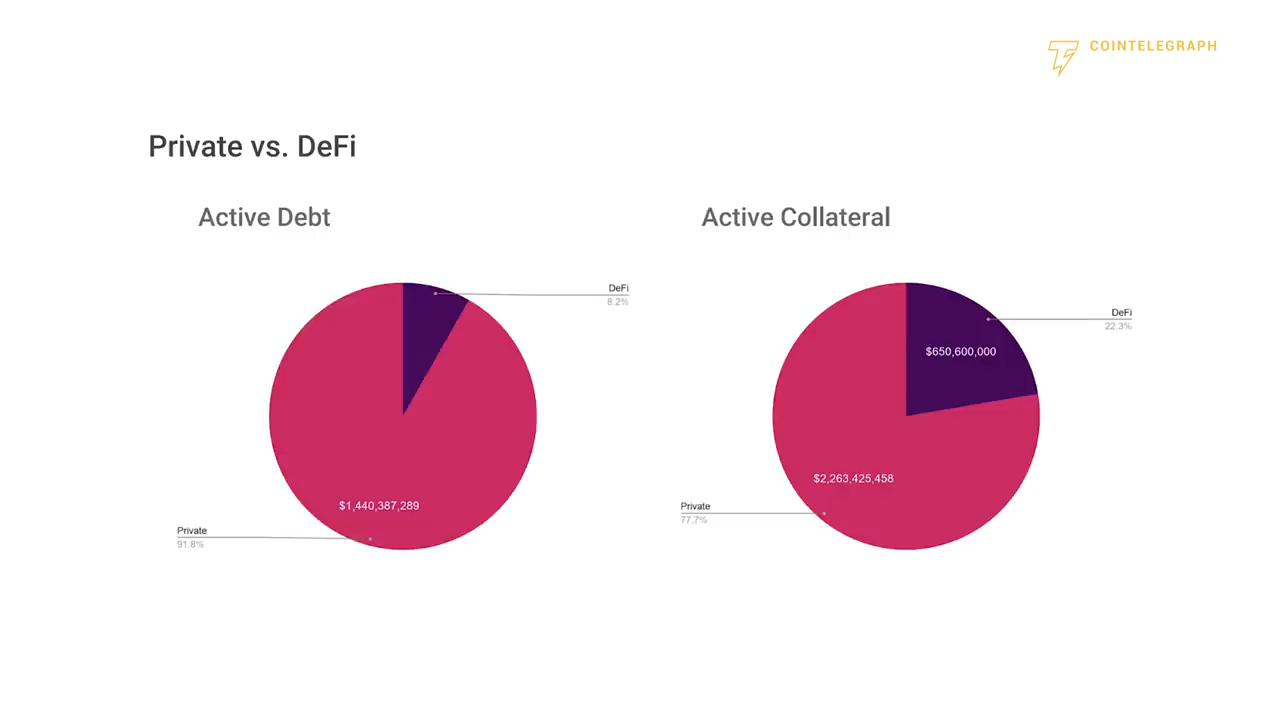 COINTELEGRAPH
Private vs. DeFi
Active Debt
Active Collateral
DeFi
8.2%
$1,440,387,289
Private
91.8%
DeFi
22.3%
$650,600,000
$2,263,425,458
Private
77.7%